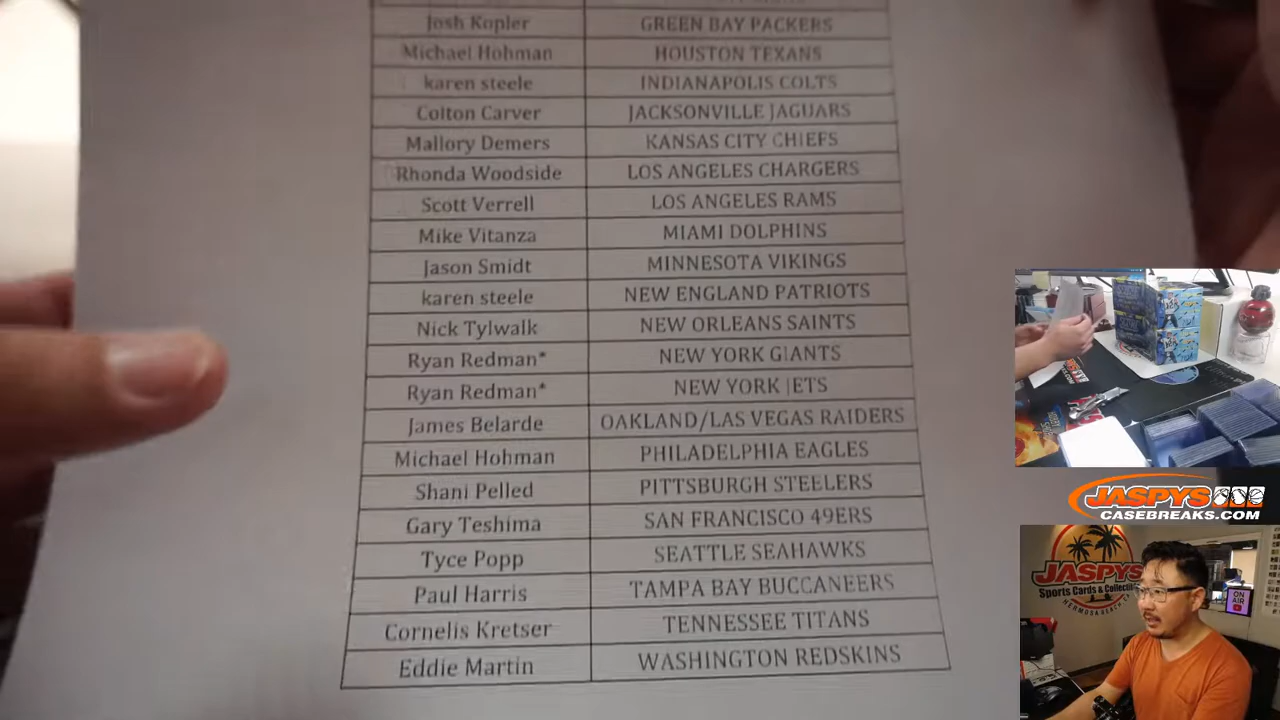 Josh Kopler GREEN BAY PACKERS
Michael Hohman HOUSTON TEXANS
karen steele INDIANAPOLIS COLTS
Colton Carver JACKSONVILLE JAGUARS
Mallory Demers KANSAS CITY CHIEFS
Rhonda Woodside LOS ANGELES CHARGERS
Scott Verrell LOS ANGELES RAMS
Mike Vitanza MIAMI DOLPHINS
Jason Smidt MINNESOTA VIKINGS
karen steele NEW ENGLAND PATRIOTS
Nick Tylwalk NEW ORLEANS SAINTS
Ryan Redman* NEW YORK GIANTS
Ryan Redman* NEW YORK JETS
James Belarde OAKLAND/LAS VEGAS RAIDERS
Michael Hohman PHILADELPHIA EAGLES
Shani Pelled PITTSBURGH STEELERS
Gary Teshima SAN FRANCISCO 49ERS
Tyce Popp SEATTLE SEAHAWKS
Paul Harris TAMPA BAY BUCCANEERS
Cornelis Kretser TENNESSEE TITANS
Eddie Martin WASHINGTON REDSKINS
JASPYS
CASEBREAKS.COM
JASPYS
Sports Cards & Collectibl
HERMOSA BEACH
ON
AIR